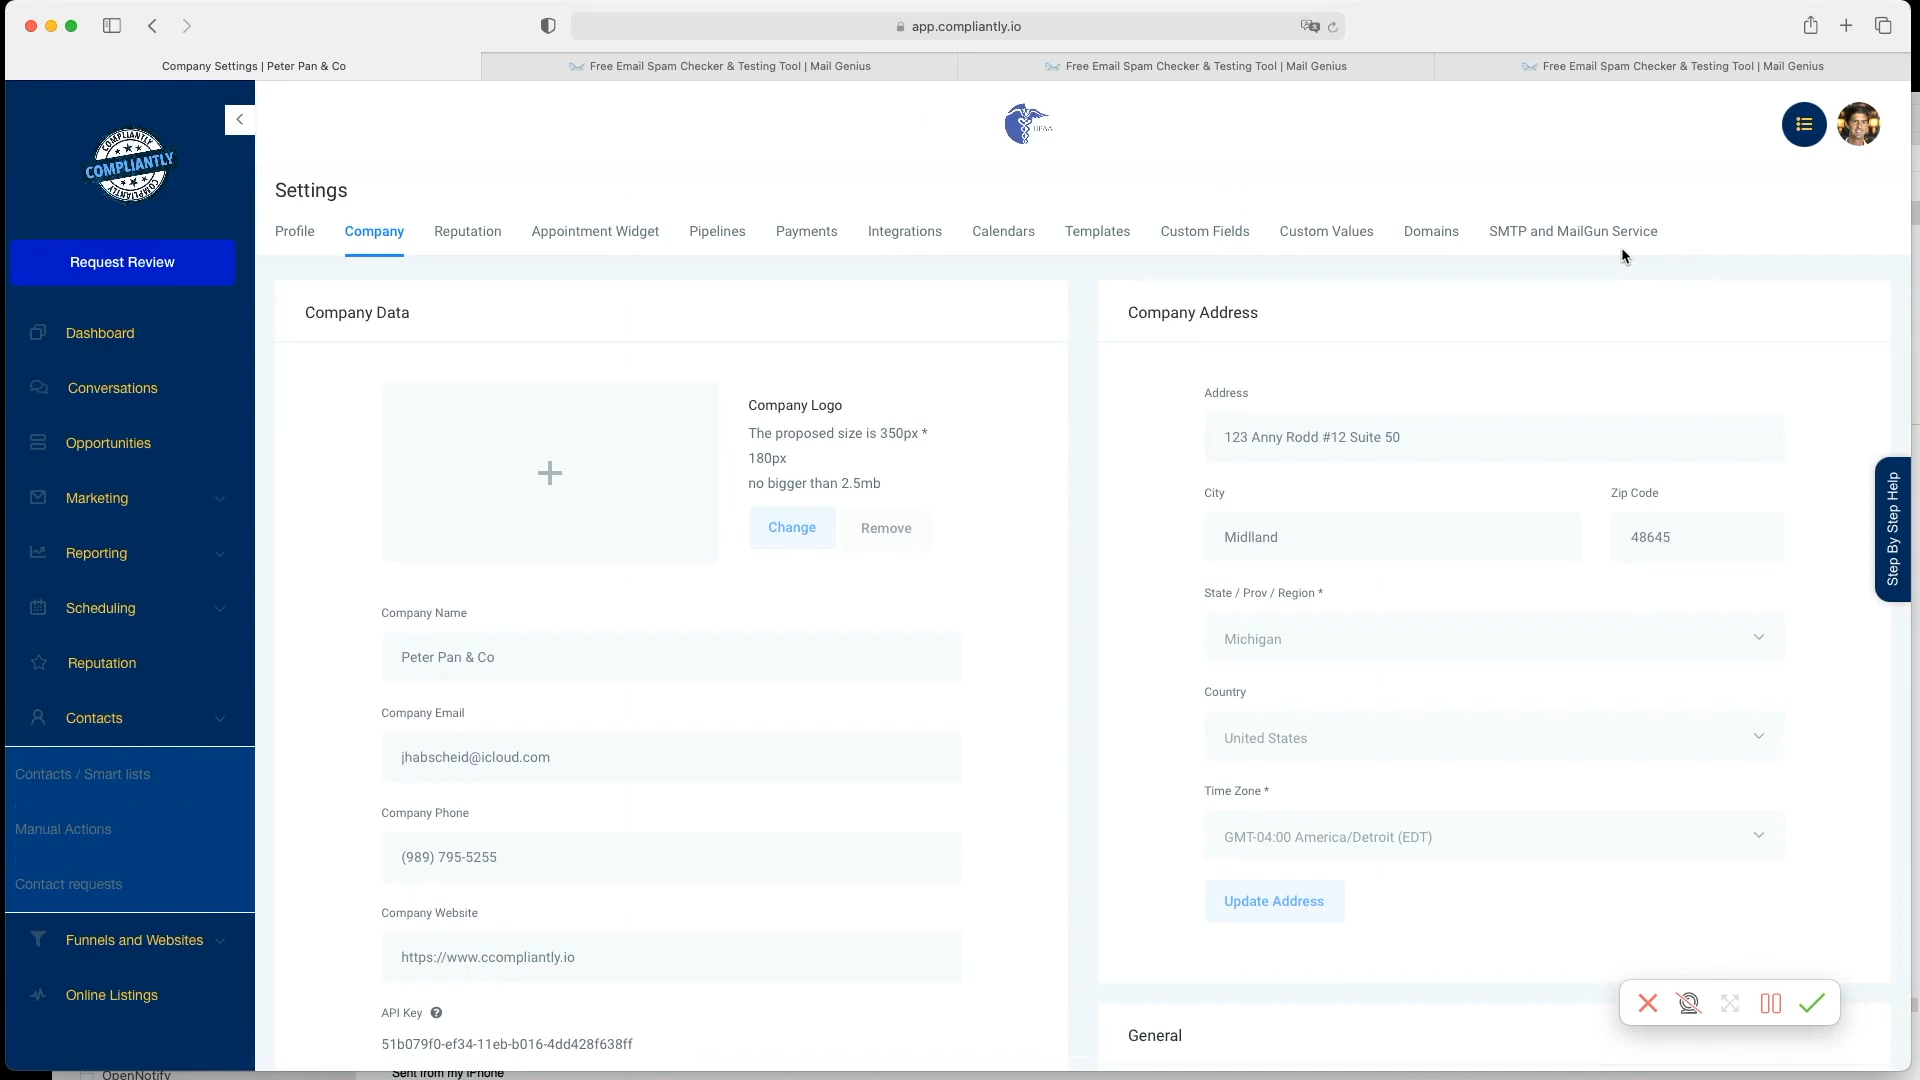 app.compliantly.io
Company Settings | Peter Pan & Co
Free Email Spam Checker & Testing Tool | Mail Genius
Free Email Spam Checker & Testing Tool | Mail Genius
Free Email Spam Checker & Testing Tool | Mail Genius
COMPLIANTLY
COMPLIANTLY
COMPLIANTLY
Settings
Profile
Company
Reputation
Appointment Widget
Pipelines
Payments
Integrations
Calendars
Templates
Custom Fields
Custom Values
Domains
SMTP and MailGun Service
Request Review
Dashboard
Conversations
Opportunities
Marketing
Reporting
Scheduling
Reputation
Contacts
Contacts / Smart lists
Manual Actions
Contact requests
Funnels and Websites
Online Listings
Company Data
Company Logo
The proposed size is 350px *
180px
no bigger than 2.5mb
Change
Remove
Company Name
Peter Pan & Co
Company Email
jhabscheid@icloud.com
Company Phone
(989) 795-5255
Company Website
https://www.ccompliantly.io
API Key
51b079f0-ef34-11eb-b016-4dd428f638ff
Company Address
Address
123 Anny Rodd #12 Suite 50
City
Zip Code
Midlland
48645
State / Prov / Region *
Michigan
Country
United States
Time Zone *
GMT-04:00 America/Detroit (EDT)
Update Address
General
Step By Step Help
OpenNotify
Sent from my iPhone